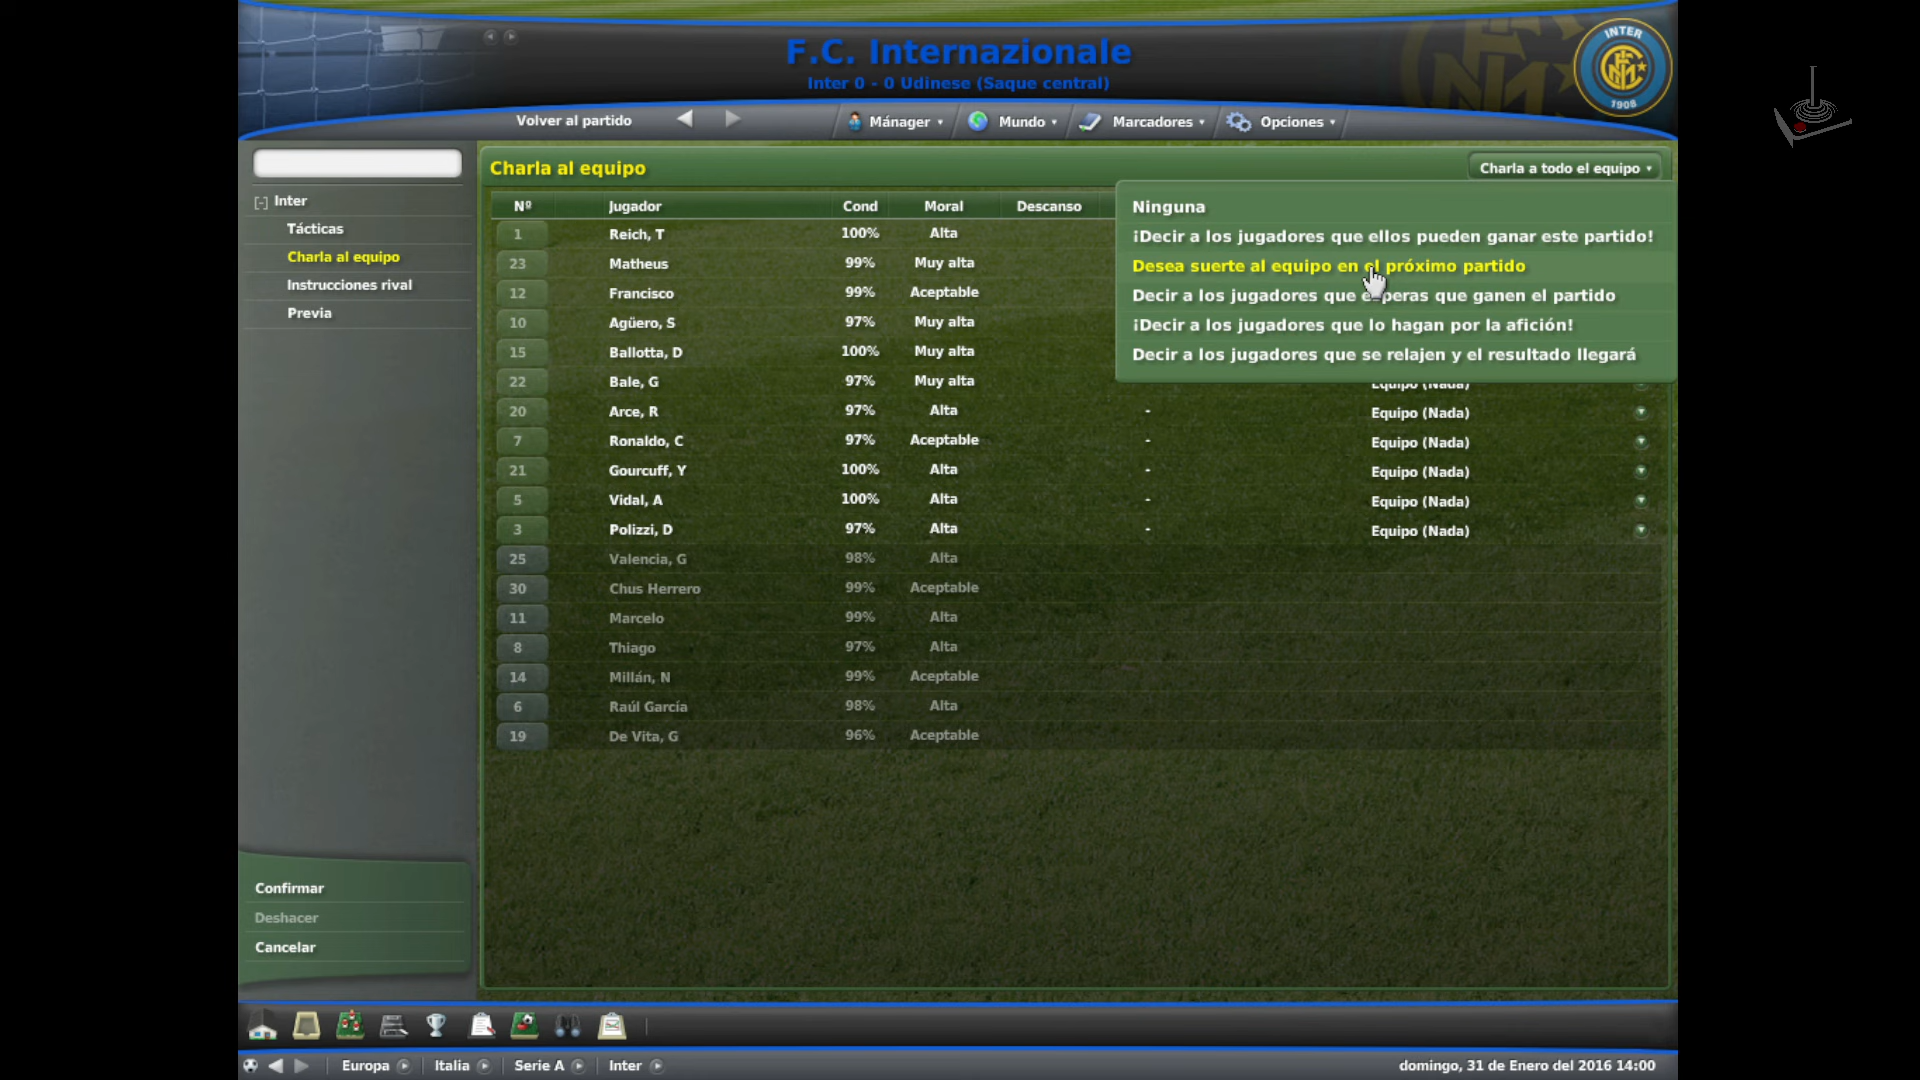 F.C. Internazionale
Inter 0 - 0 Udinese (Saque central)
INTER
1908
Volver al partido
Mánager
Mundo
Marcadores
Opciones
Charla al equipo
Charla a todo el equipo
[-] Inter
Tácticas
Charla al equipo
Instrucciones rival
Previa
Nº Jugador Cond Moral Descanso
Ninguna
¡Decir a los jugadores que ellos pueden ganar este partido!
Desea suerte al equipo en el próximo partido
Decir a los jugadores que esperas que ganen el partido
¡Decir a los jugadores que lo hagan por la afición!
Decir a los jugadores que se relajen y el resultado llegará
1 Reich, T 100% Alta
23 Matheus 99% Muy alta
12 Francisco 99% Aceptable
10 Agüero, S 97% Muy alta
15 Ballotta, D 100% Muy alta
22 Bale, G 97% Muy alta Equipo (Nada)
20 Arce, R 97% Alta - Equipo (Nada)
7 Ronaldo, C 97% Aceptable - Equipo (Nada)
21 Gourcuff, Y 100% Alta - Equipo (Nada)
5 Vidal, A 100% Alta - Equipo (Nada)
3 Polizzi, D 97% Alta - Equipo (Nada)
25 Valencia, G 98% Alta
30 Chus Herrero 99% Aceptable
11 Marcelo 99% Alta
8 Thiago 97% Alta
14 Millán, N 99% Aceptable
6 Raúl García 98% Alta
19 De Vita, G 96% Aceptable
Confirmar
Deshacer
Cancelar
Europa
Italia
Serie A
Inter
domingo, 31 de Enero del 2016 14:00